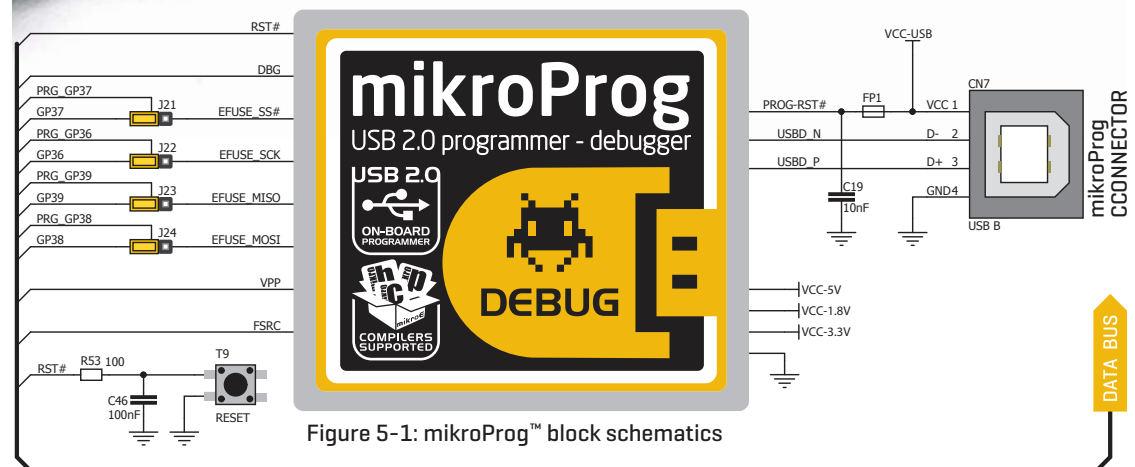 RST#
DBG
PRG_GP37
J21
GP37
EFUSE_SS#
PRG_GP36
J22
GP36
EFUSE_SCK
PRG_GP39
J23
GP39
EFUSE_MISO
PRG_GP38
J24
GP38
EFUSE_MOSI
VPP
FSRC
RST#
R53 100
T9
C46
100nF
RESET
mikroProg
USB 2.0 programmer - debugger
USB 2.0
ON-BOARD
PROGRAMMER
DEBUG
mikroE
COMPILERS
SUPPORTED
VCC-USB
CN7
PROG-RST#
FP1
VCC 1
USBD_N
D- 2
USBD_P
D+ 3
C19
10nF
GND4
USB B
mikroProg
CCONNECTOR
VCC-5V
VCC-1.8V
VCC-3.3V
DATA BUS
Figure 5-1: mikroProg™ block schematics